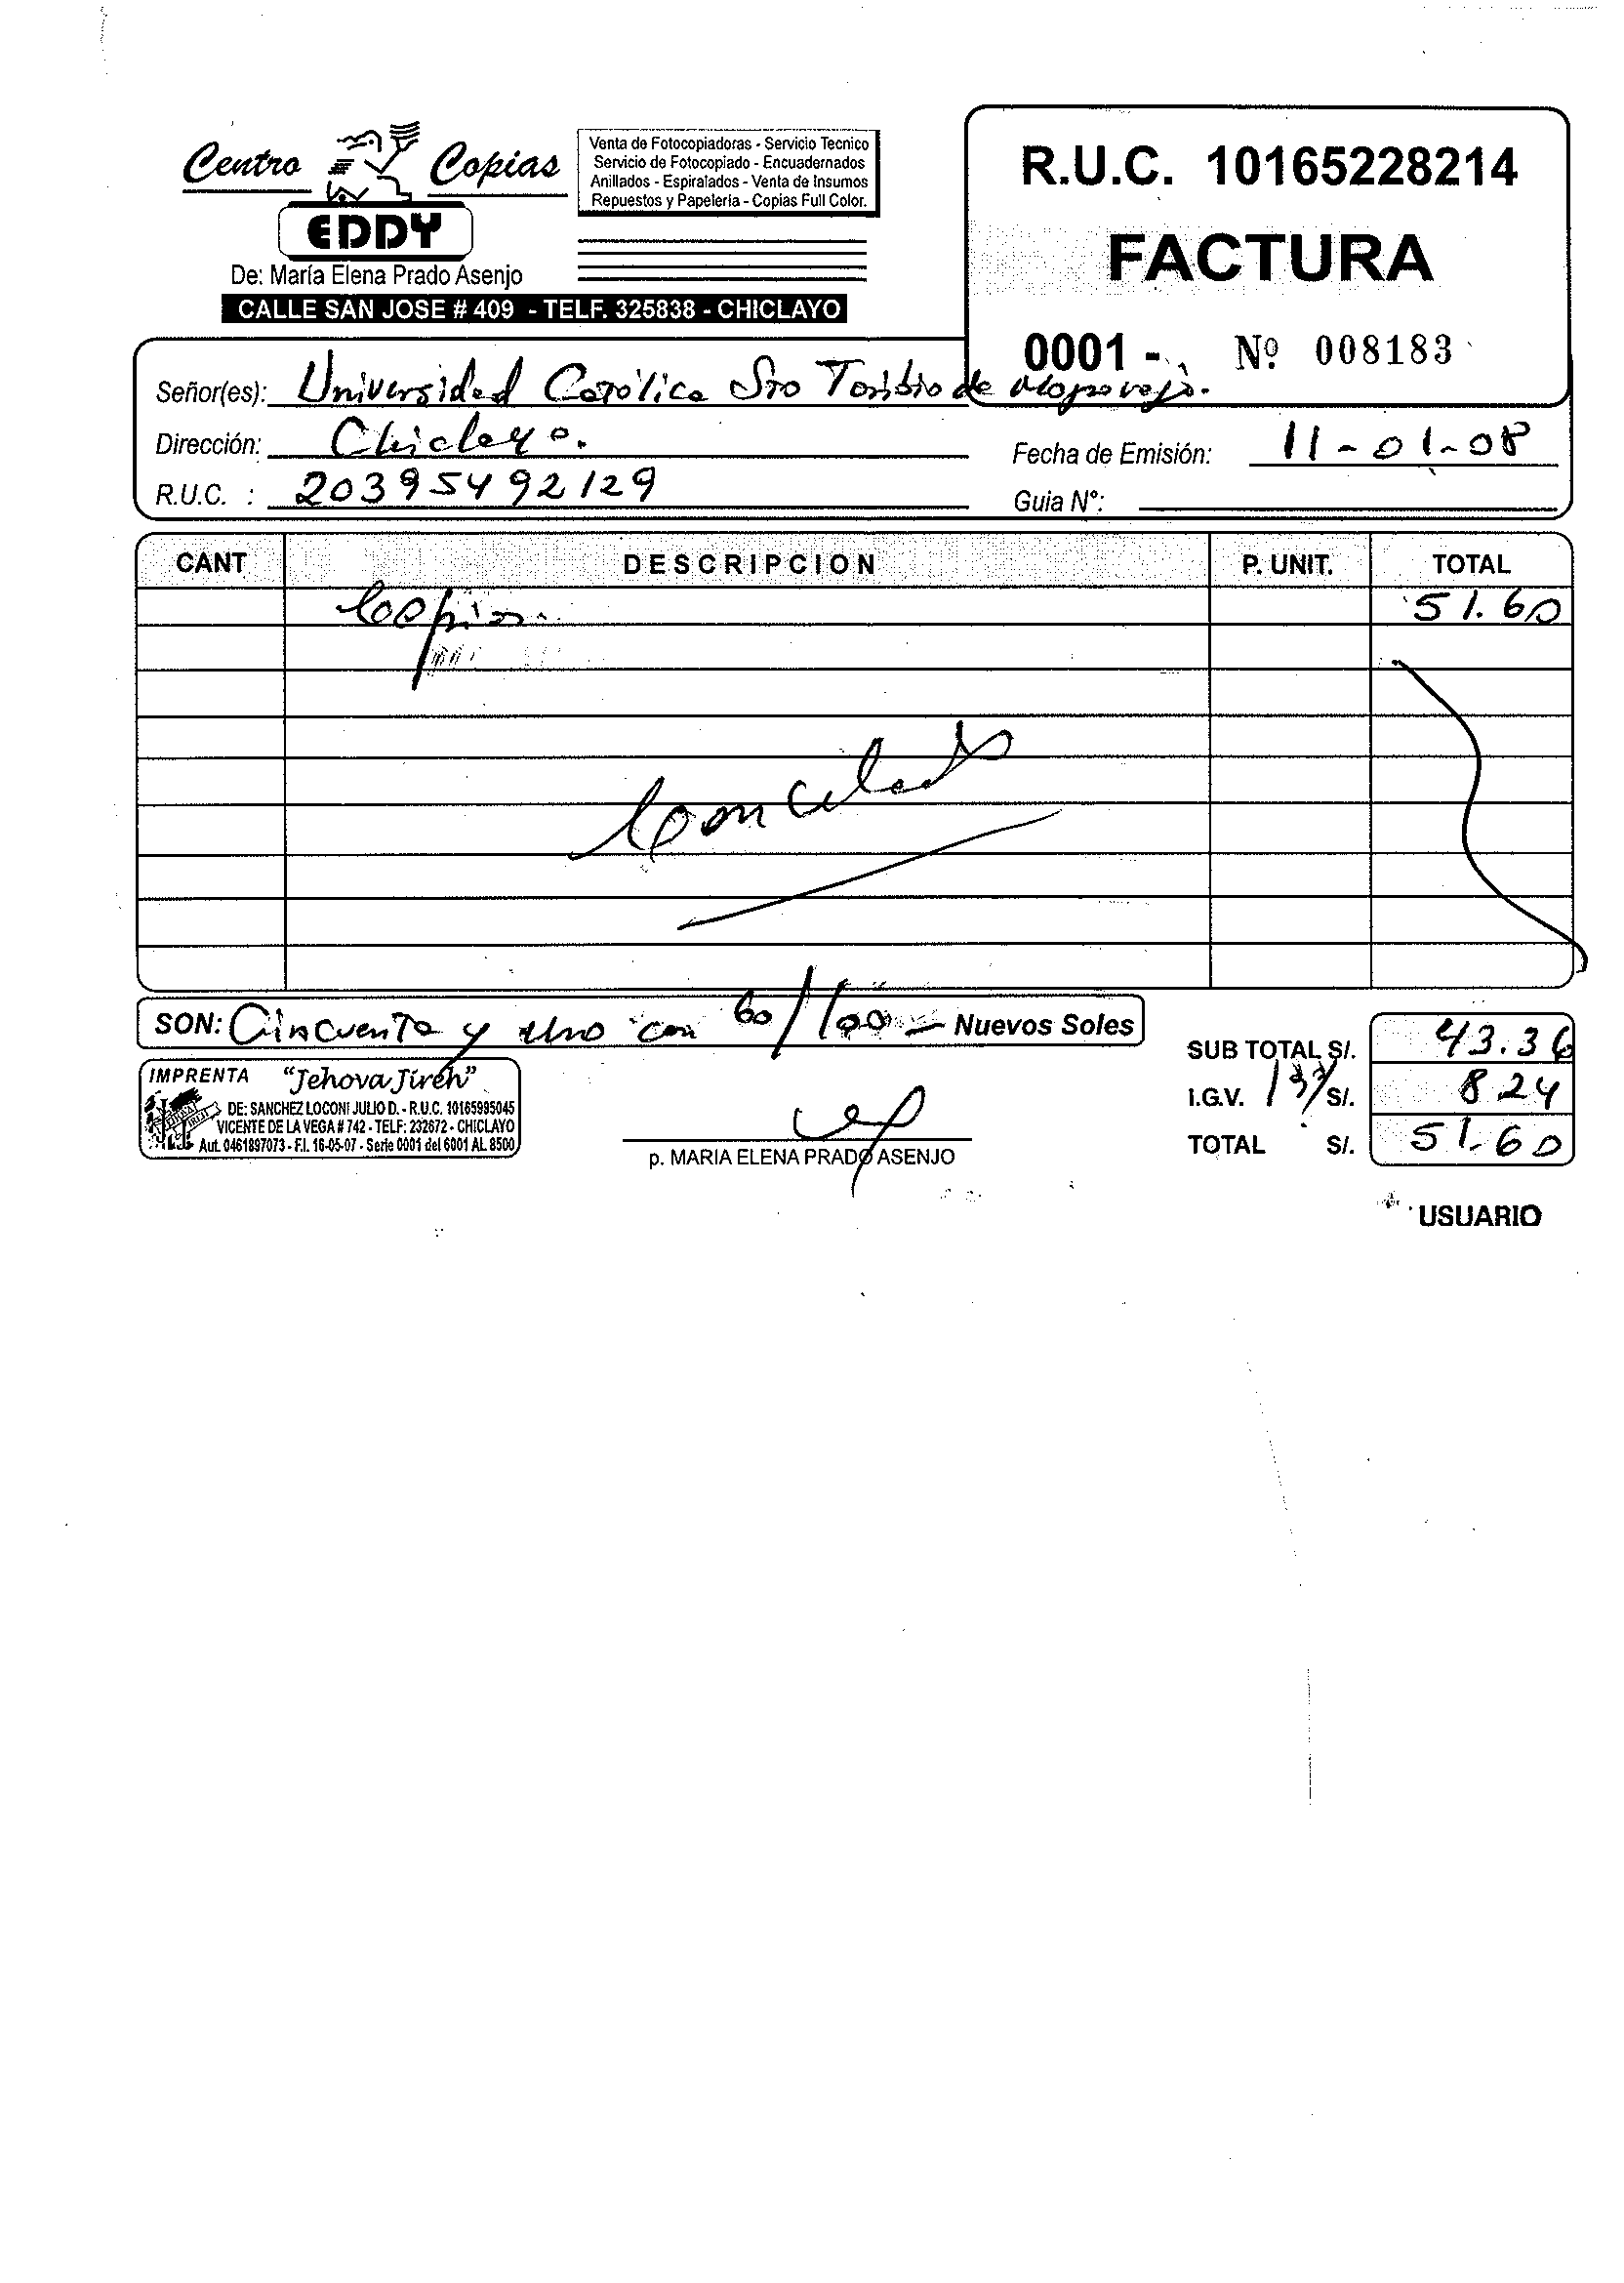 Centro Copias
EDDY
De: María Elena Prado Asenjo
CALLE SAN JOSE # 409 - TELF. 325838 - CHICLAYO
Venta de Fotocopiadoras - Servicio Tecnico
Servicio de Fotocopiado - Encuadernados
Anillados - Espiralados - Venta de Insumos
Repuestos y Papeleria - Copias Full Color.
R.U.C. 10165228214
FACTURA
0001 - Nº 008183
Señor(es): Universidad Católica Sto Toribio de Mogrovejo.
Dirección: Chiclayo.
Fecha de Emisión: 11-01-08
R.U.C. : 20395492129
Guia N°:
CANT DESCRIPCION P. UNIT. TOTAL
Copias 51.60
Cancelado
SON: Cincuenta y uno con 60/100 Nuevos Soles
SUB TOTAL S/. 43.36
I.G.V. S/. 8.24
TOTAL S/. 51.60
IMPRENTA "Jehova Jireh"
DE: SANCHEZ LOCONI JULIO D. - R.U.C. 10165995045
VICENTE DE LA VEGA # 742 - TELF: 232672 - CHICLAYO
Aut. 0461897073 - F.I. 16-05-07 - Serie 0001 del 6001 AL 8500
p. MARIA ELENA PRADO ASENJO
USUARIO